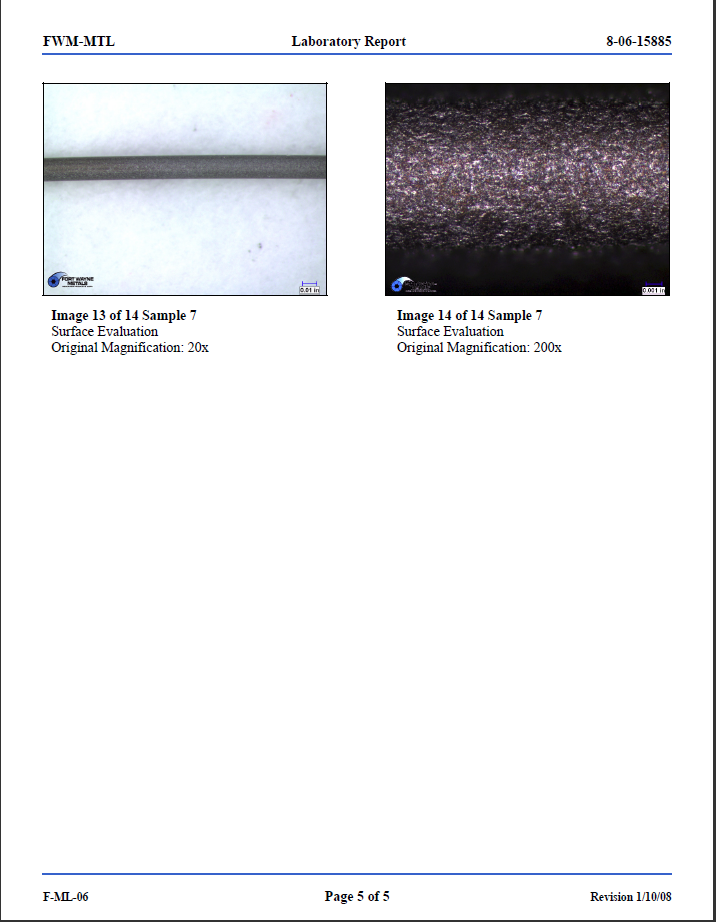 FWM-MTL Laboratory Report 8-06-15885
FORT WAYNE
METALS
0.01 in
0.001 in
Image 13 of 14 Sample 7
Surface Evaluation
Original Magnification: 20x
Image 14 of 14 Sample 7
Surface Evaluation
Original Magnification: 200x
F-ML-06 Page 5 of 5 Revision 1/10/08